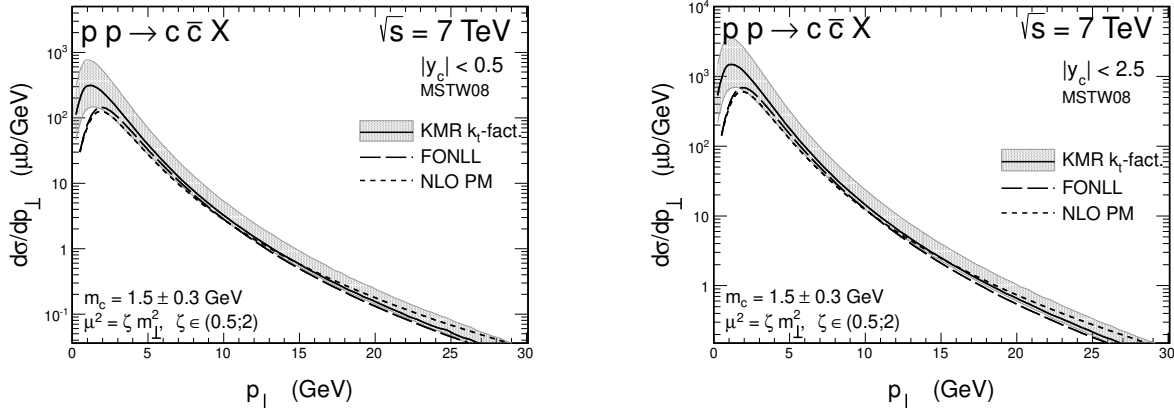 p p → c c̄ X
√s = 7 TeV
|y_c| < 0.5
MSTW08
KMR k_t-fact.
FONLL
NLO PM
m_c = 1.5 ± 0.3 GeV
μ² = ζ m²_⊥, ζ ∈ (0.5;2)
dσ/dp_⊥ (μb/GeV)
10³
10²
10
1
10⁻¹
0 5 10 15 20 25 30
p_⊥ (GeV)
p p → c c̄ X
√s = 7 TeV
|y_c| < 2.5
MSTW08
KMR k_t-fact.
FONLL
NLO PM
m_c = 1.5 ± 0.3 GeV
μ² = ζ m²_⊥, ζ ∈ (0.5;2)
dσ/dp_⊥ (μb/GeV)
10⁴
10³
10²
10
1
0 5 10 15 20 25 30
p_⊥ (GeV)